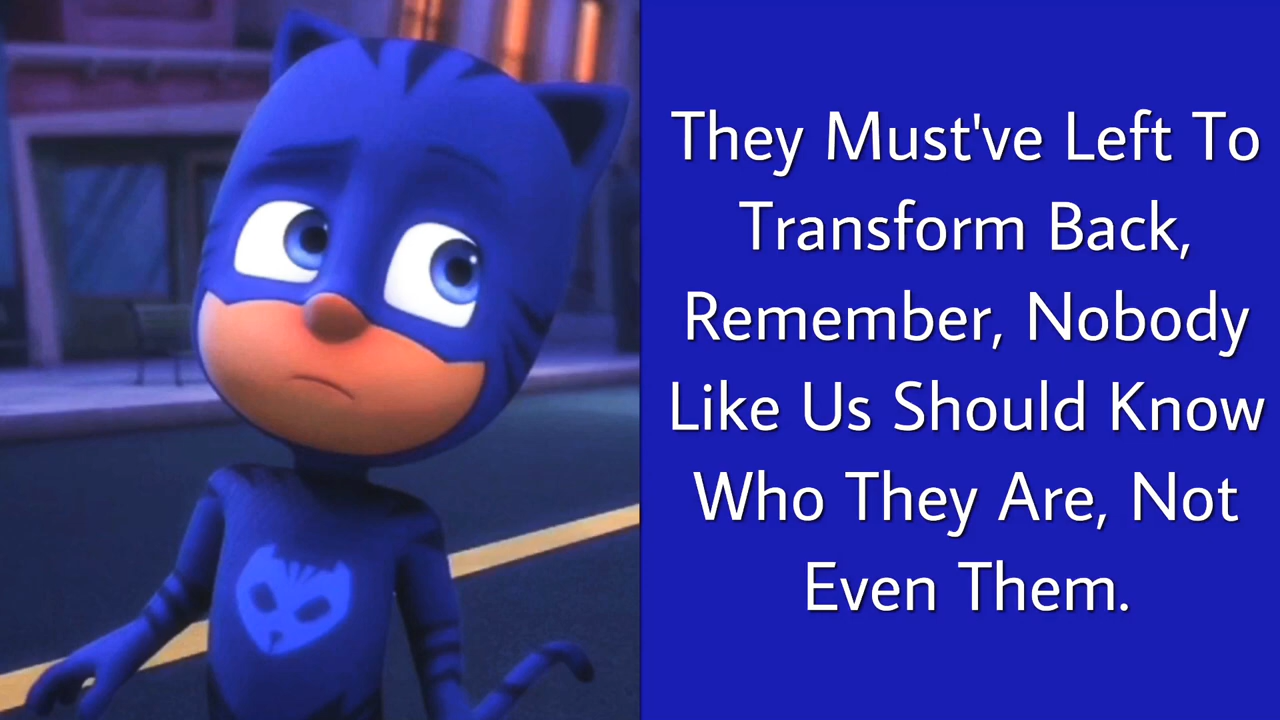 They Must've Left To
Transform Back,
Remember, Nobody
Like Us Should Know
Who They Are, Not
Even Them.